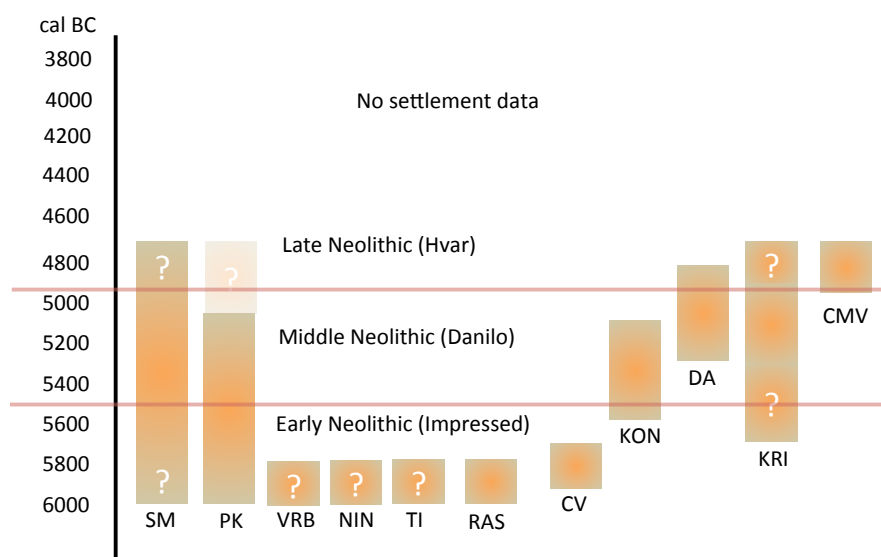 cal BC
3800
4000
No settlement data
4200
4400
4600
Late Neolithic (Hvar)
4800
? ? ?
5000
CMV
5200
Middle Neolithic (Danilo)
5400
DA
?
5600
Early Neolithic (Impressed)
KON
5800
KRI
? ? ? ?
6000
SM PK VRB NIN TI RAS CV